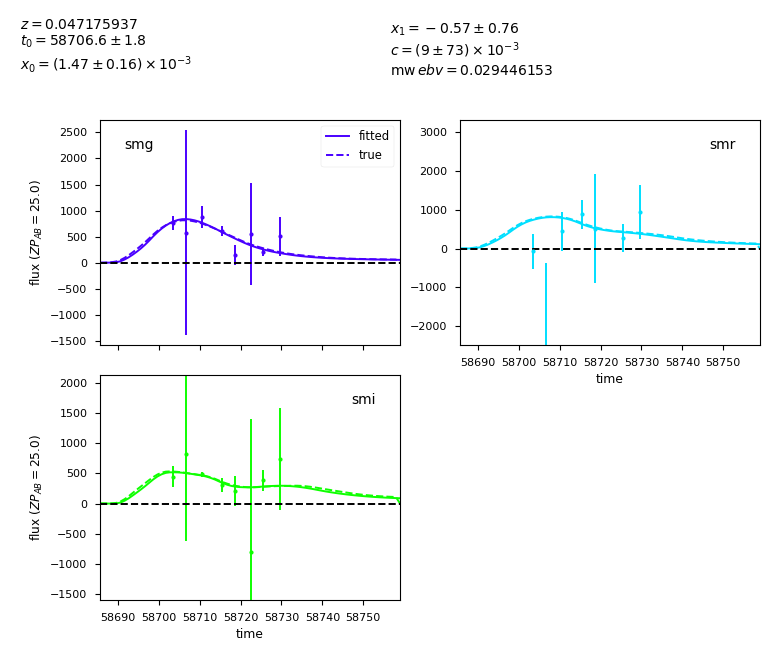 z = 0.047175937
t₀ = 58706.6 ± 1.8
x₀ = (1.47 ± 0.16) × 10⁻³
x₁ = −0.57 ± 0.76
c = (9 ± 73) × 10⁻³
mw ebv = 0.029446153
smg
fitted
true
2500
2000
1500
1000
500
0
−500
−1000
−1500
flux (ZP_AB = 25.0)
smr
3000
2000
1000
0
−1000
−2000
58690 58700 58710 58720 58730 58740 58750
time
smi
2000
1500
1000
500
0
−500
−1000
−1500
flux (ZP_AB = 25.0)
58690 58700 58710 58720 58730 58740 58750
time